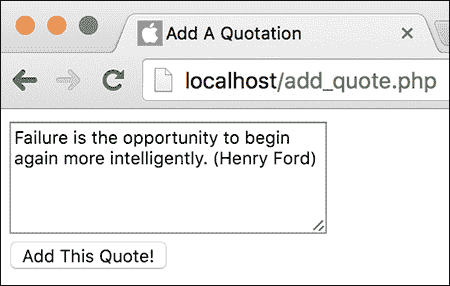 Add A Quotation
localhost/add_quote.php
Failure is the opportunity to begin
again more intelligently. (Henry Ford)
Add This Quote!